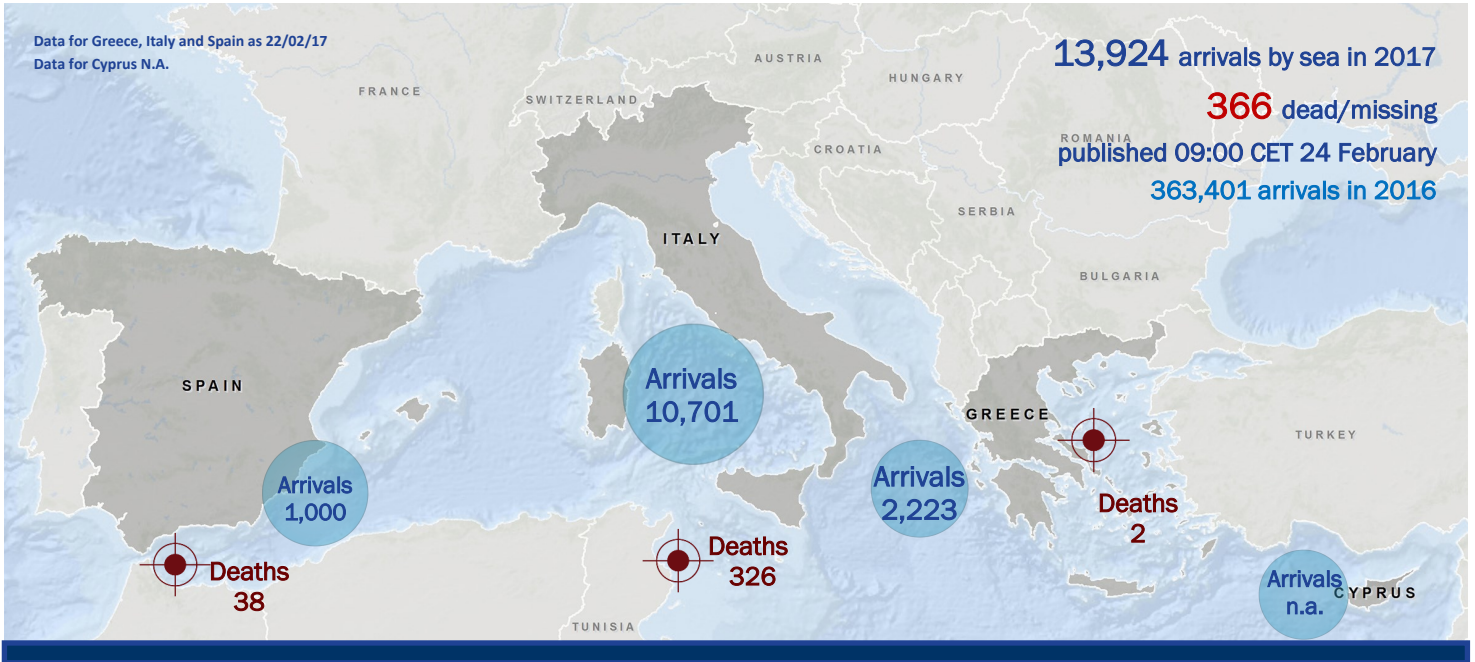 Data for Greece, Italy and Spain as 22/02/17
Data for Cyprus N.A.
13,924 arrivals by sea in 2017
366 dead/missing
published 09:00 CET 24 February
363,401 arrivals in 2016
AUSTRIA
HUNGARY
FRANCE
SWITZERLAND
ROMANIA
CROATIA
SERBIA
ITALY
BULGARIA
SPAIN
Arrivals
10,701
GREECE
TURKEY
Arrivals
1,000
Arrivals
2,223
Deaths
2
Deaths
38
Deaths
326
Arrivals
n.a.
CYPRUS
TUNISIA